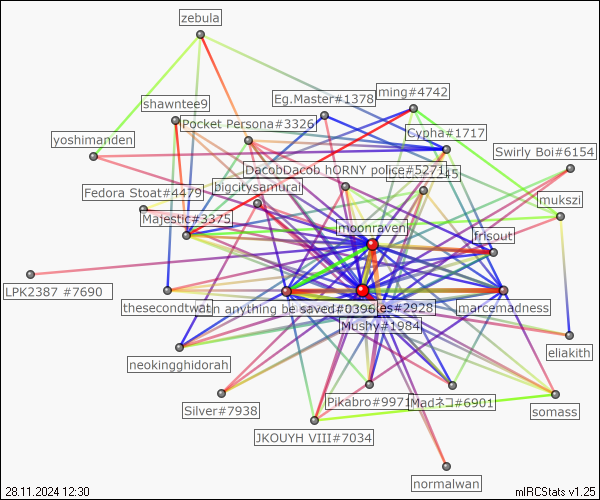 zebula
Eg.Master#1378
ming#4742
shawntee9
Pocket Persona#3326
Cypha#1717
yoshimanden
Swirly Boi#6154
DacobDacob
hORNY police#5271
45
Fedora Stoat#4479
bigcitysamurai
mukszi
Majestic#3375
moonraven
frisout
LPK2387 #7690
thesecondtwat
n anything be saved#0396
les#2928
marcemadness
Mushy#1984
eliakith
neokingghidorah
Silver#7938
Pikabro#9971
Madネコ#6901
somass
JKOUYH VIII#7034
normalwan
28.11.2024 12:30
mIRCStats v1.25